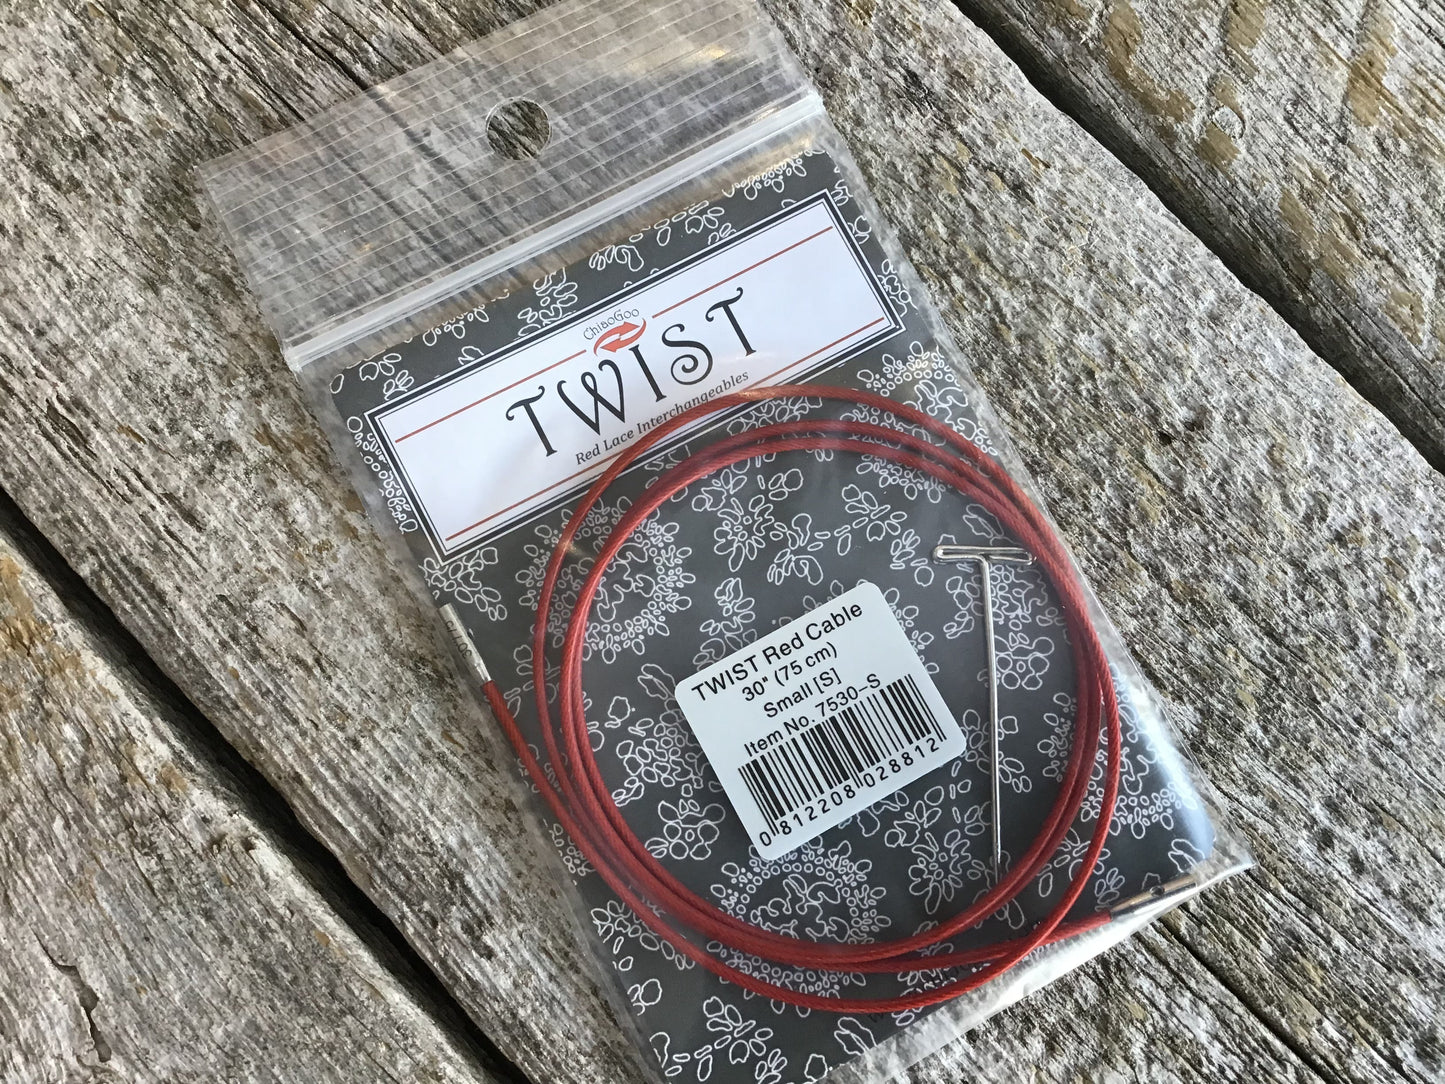 ChiaoGoo
TWIST
Red Lace Interchangeables
TWIST Red Cable
30" (75 cm)
Small [S]
Item No. 7530-S
0 812208 028812